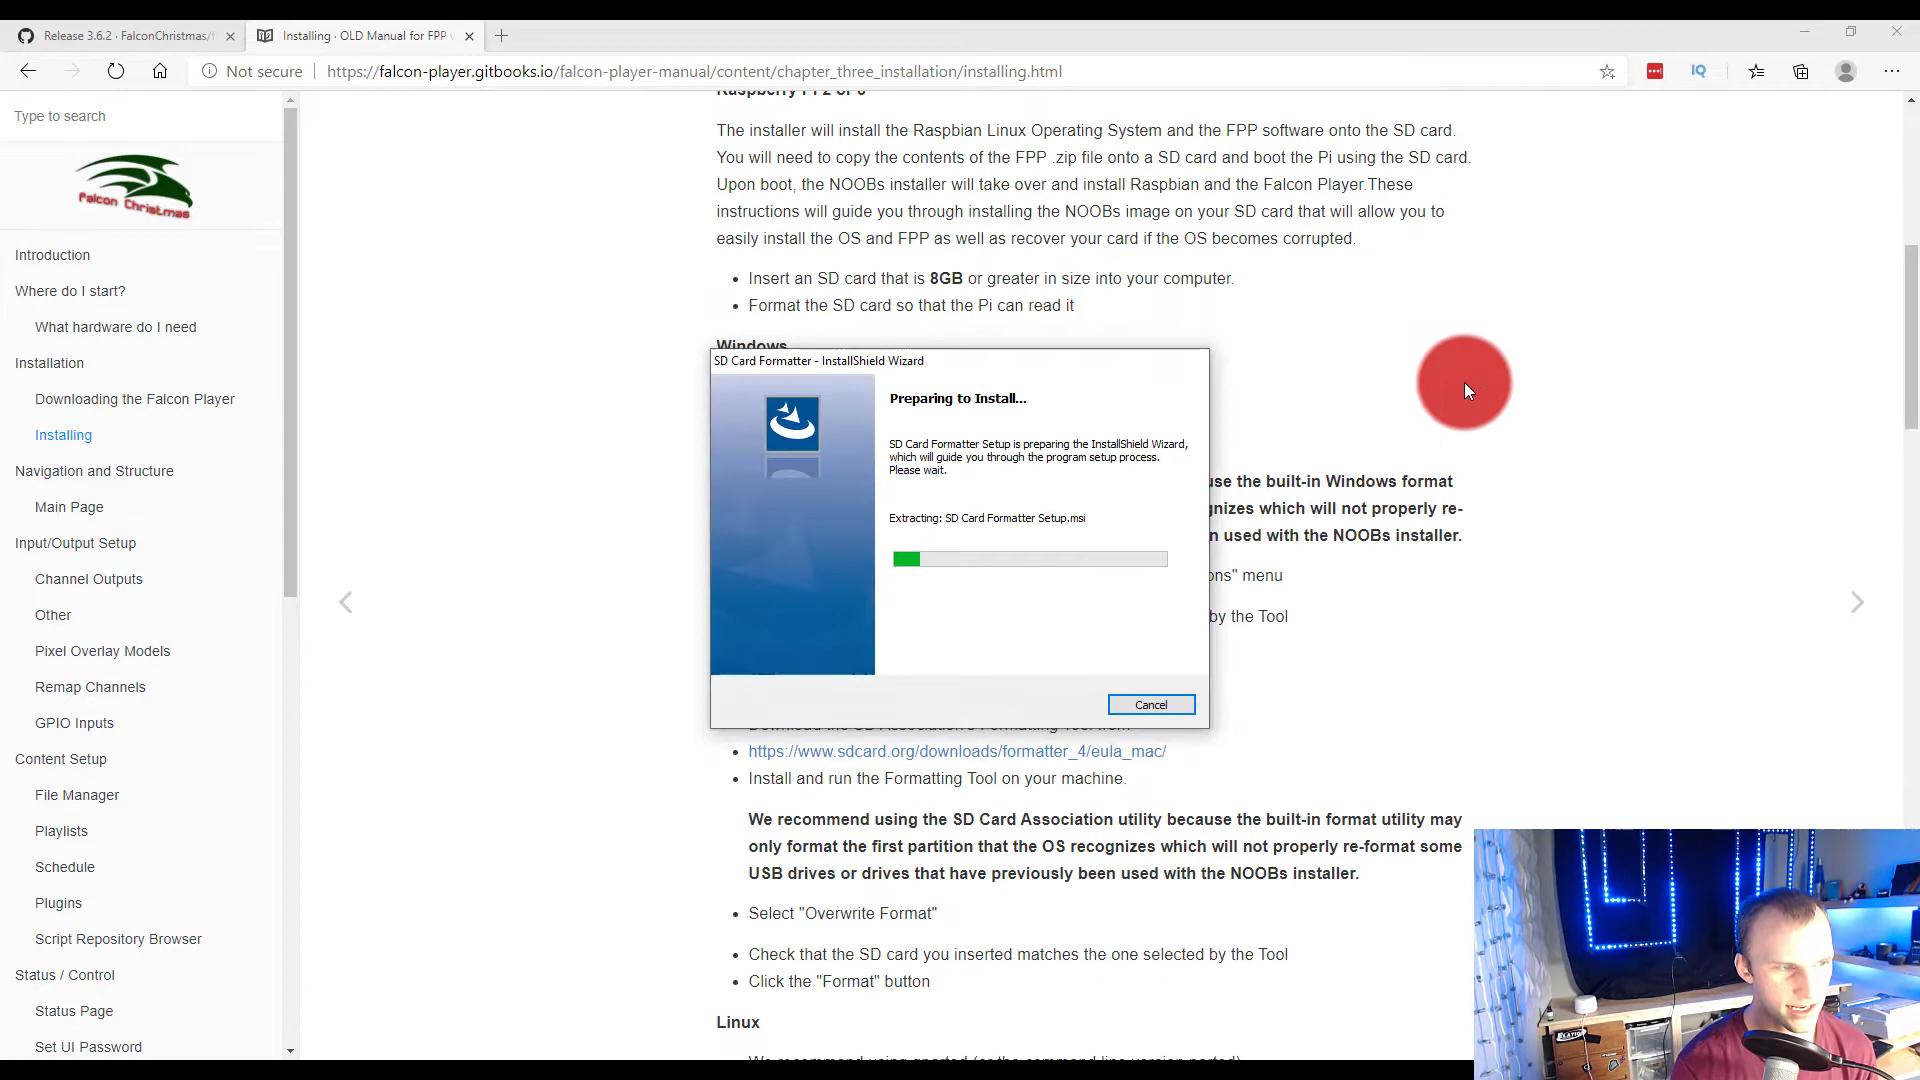 Release 3.6.2 · FalconChristmas/f
Installing · OLD Manual for FPP
Not secure
https://falcon-player.gitbooks.io/falcon-player-manual/content/chapter_three_installation/installing.html
IQ
Type to search
Falcon Christmas
Introduction
Where do I start?
What hardware do I need
Installation
Downloading the Falcon Player
Installing
Navigation and Structure
Main Page
Input/Output Setup
Channel Outputs
Other
Pixel Overlay Models
Remap Channels
GPIO Inputs
Content Setup
File Manager
Playlists
Schedule
Plugins
Script Repository Browser
Status / Control
Status Page
Set UI Password
The installer will install the Raspbian Linux Operating System and the FPP software onto the SD card.
You will need to copy the contents of the FPP .zip file onto a SD card and boot the Pi using the SD card.
Upon boot, the NOOBs installer will take over and install Raspbian and the Falcon Player.These
instructions will guide you through installing the NOOBs image on your SD card that will allow you to
easily install the OS and FPP as well as recover your card if the OS becomes corrupted.
Insert an SD card that is 8GB or greater in size into your computer.
Format the SD card so that the Pi can read it
Windows
SD Card Formatter - InstallShield Wizard
Preparing to Install...
SD Card Formatter Setup is preparing the InstallShield Wizard,
which will guide you through the program setup process.
Please wait.
Extracting: SD Card Formatter Setup.msi
Cancel
use the built-in Windows format
gnizes which will not properly re-
n used with the NOOBs installer.
ons" menu
by the Tool
https://www.sdcard.org/downloads/formatter_4/eula_mac/
Install and run the Formatting Tool on your machine.
We recommend using the SD Card Association utility because the built-in format utility may
only format the first partition that the OS recognizes which will not properly re-format some
USB drives or drives that have previously been used with the NOOBs installer.
Select "Overwrite Format"
Check that the SD card you inserted matches the one selected by the Tool
Click the "Format" button
Linux
ELATION